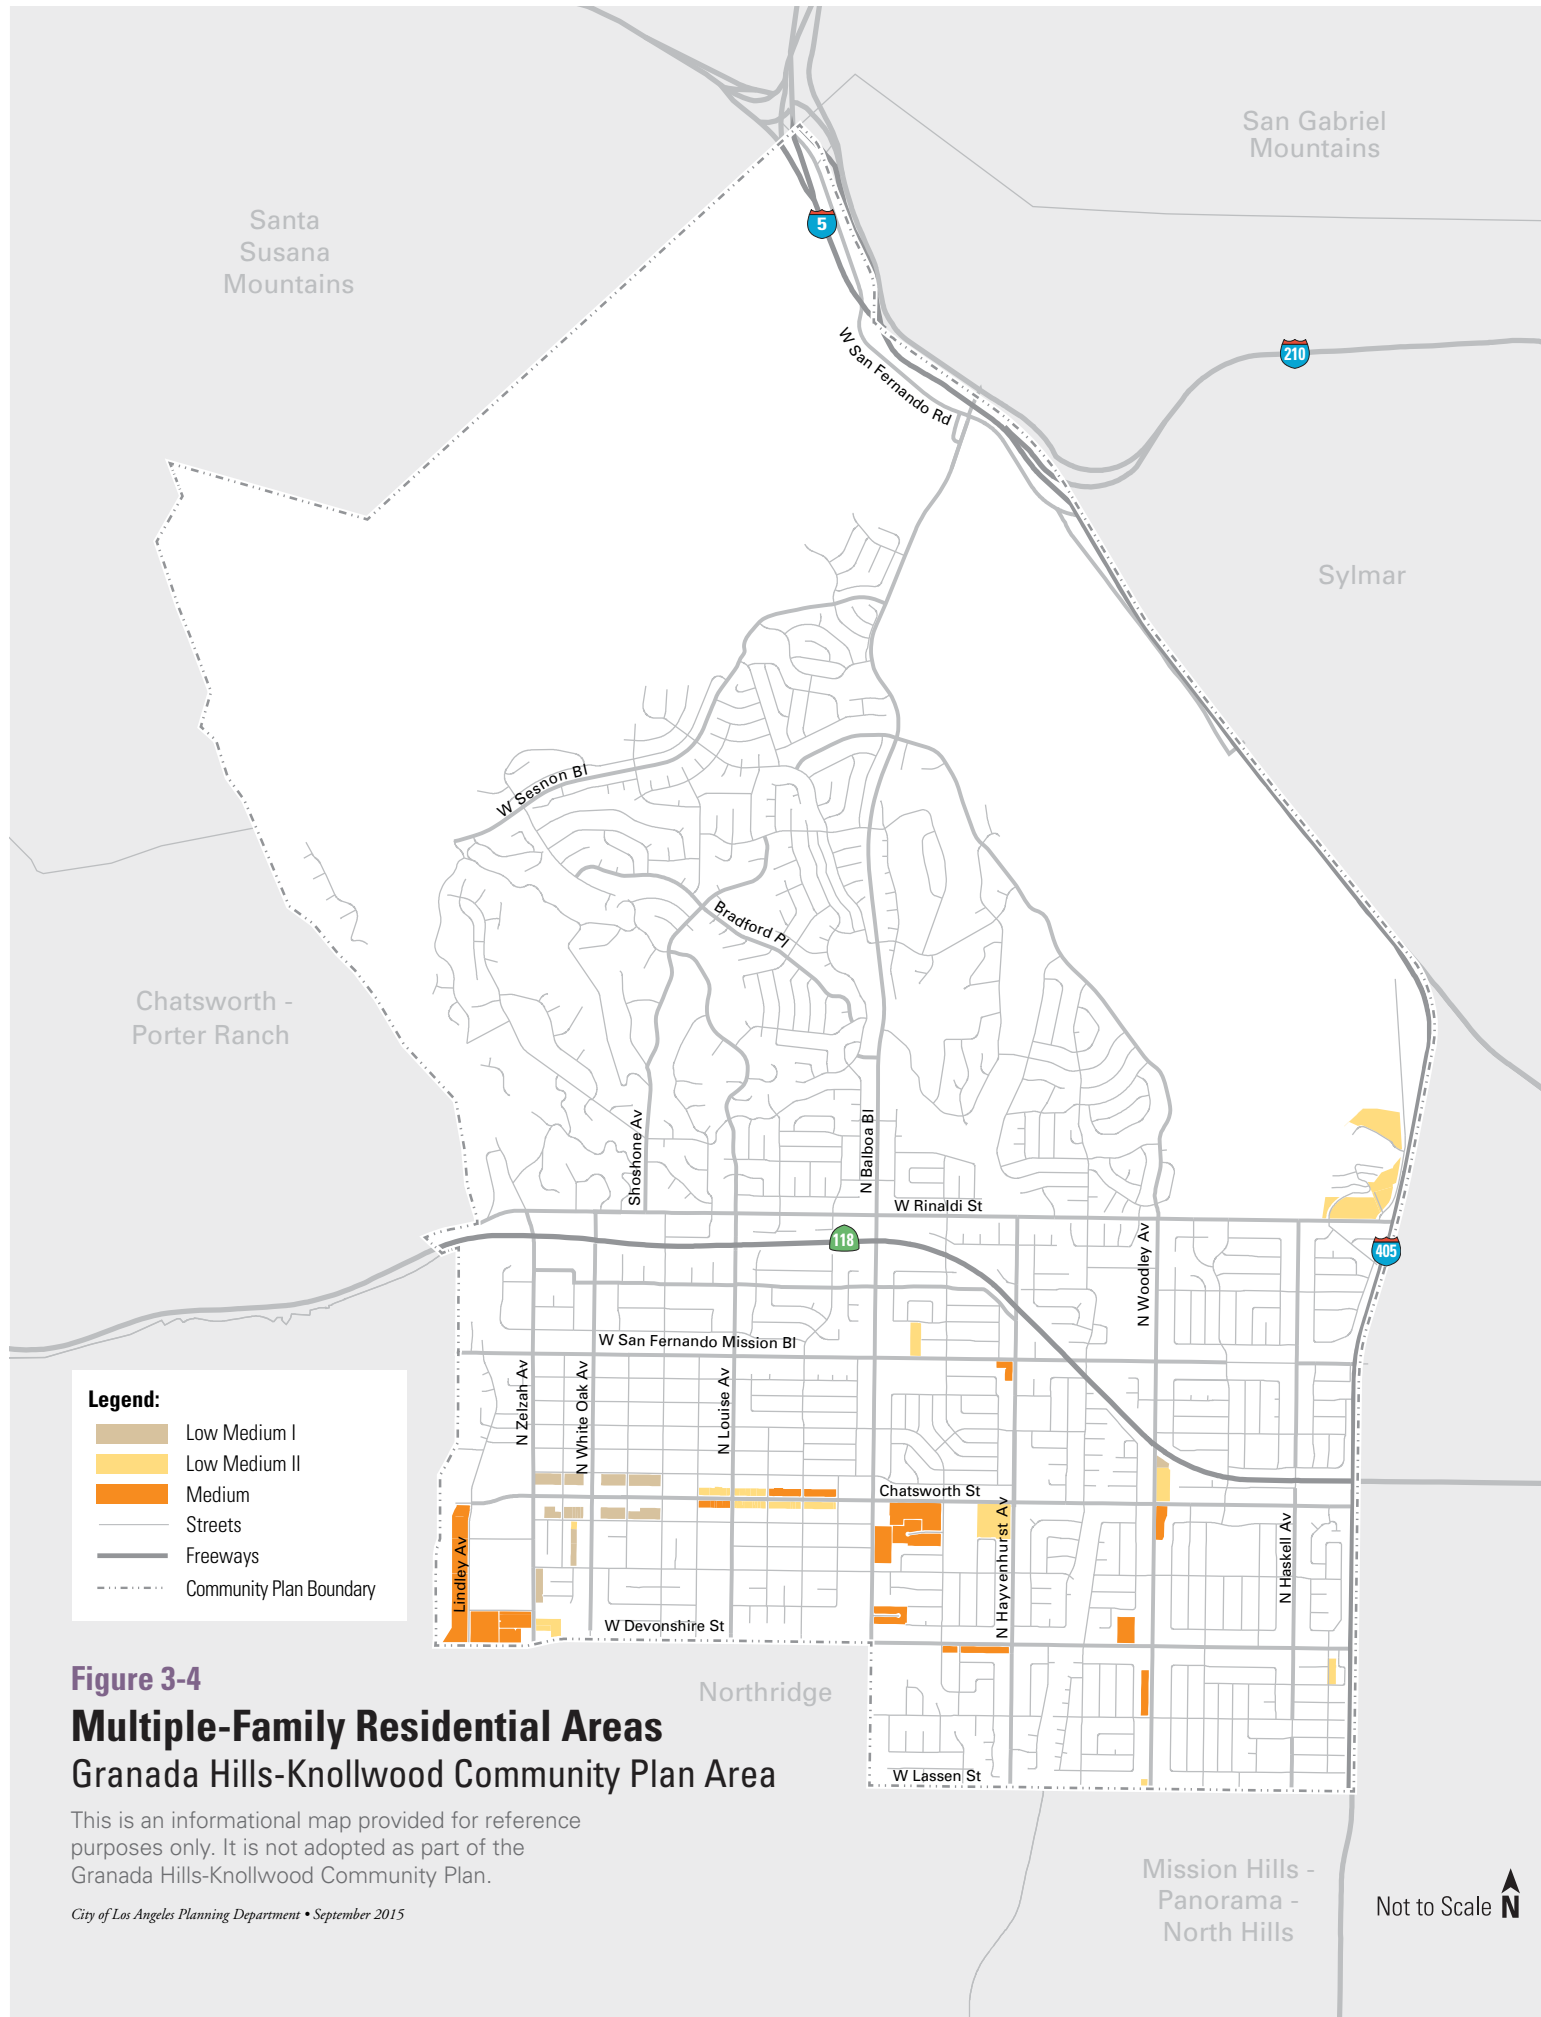 San Gabriel
Mountains
Santa
Susana
Mountains
5
W San Fernando Rd
210
Sylmar
W Sesnon Bl
Bradford Pl
Chatsworth -
Porter Ranch
Shoshone Av
N Balboa Bl
W Rinaldi St
118
N Woodley Av
405
W San Fernando Mission Bl
N Zelzah Av
N White Oak Av
N Louise Av
Legend:
Low Medium I
Low Medium II
Medium
Streets
Freeways
Community Plan Boundary
Chatsworth St
N Hayvenhurst Av
N Haskell Av
Lindley Av
W Devonshire St
Figure 3-4
Multiple-Family Residential Areas
Granada Hills-Knollwood Community Plan Area
This is an informational map provided for reference
purposes only. It is not adopted as part of the
Granada Hills-Knollwood Community Plan.
City of Los Angeles Planning Department • September 2015
Northridge
W Lassen St
Mission Hills -
Panorama -
North Hills
Not to Scale N